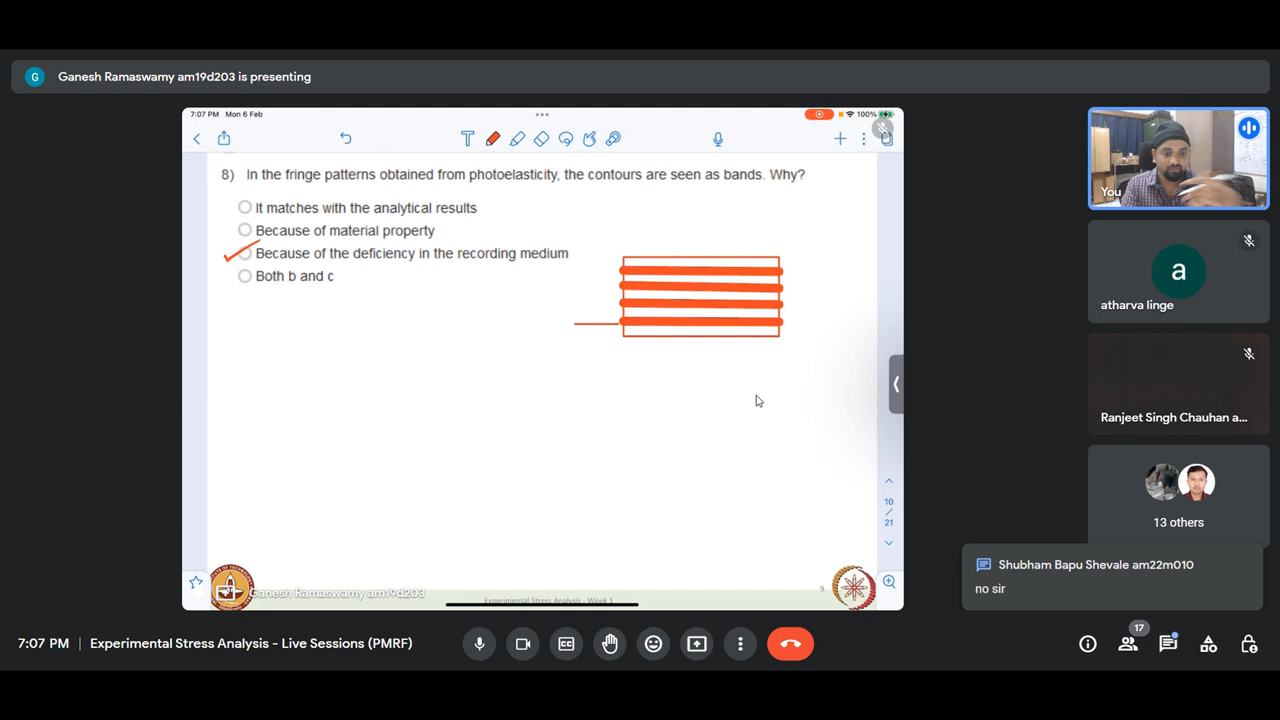 G
Ganesh Ramaswamy am19d203 is presenting
7:07 PM Mon 6 Feb
100%
T
8) In the fringe patterns obtained from photoelasticity, the contours are seen as bands. Why?
It matches with the analytical results
Because of material property
Because of the deficiency in the recording medium
Both b and c
10
/
21
Ganesh Ramaswamy am19d203
Experimental Stress Analysis - Week 1
9
You
a
atharva linge
Ranjeet Singh Chauhan a...
13 others
Shubham Bapu Shevale am22m010
no sir
7:07 PM
Experimental Stress Analysis - Live Sessions (PMRF)
17